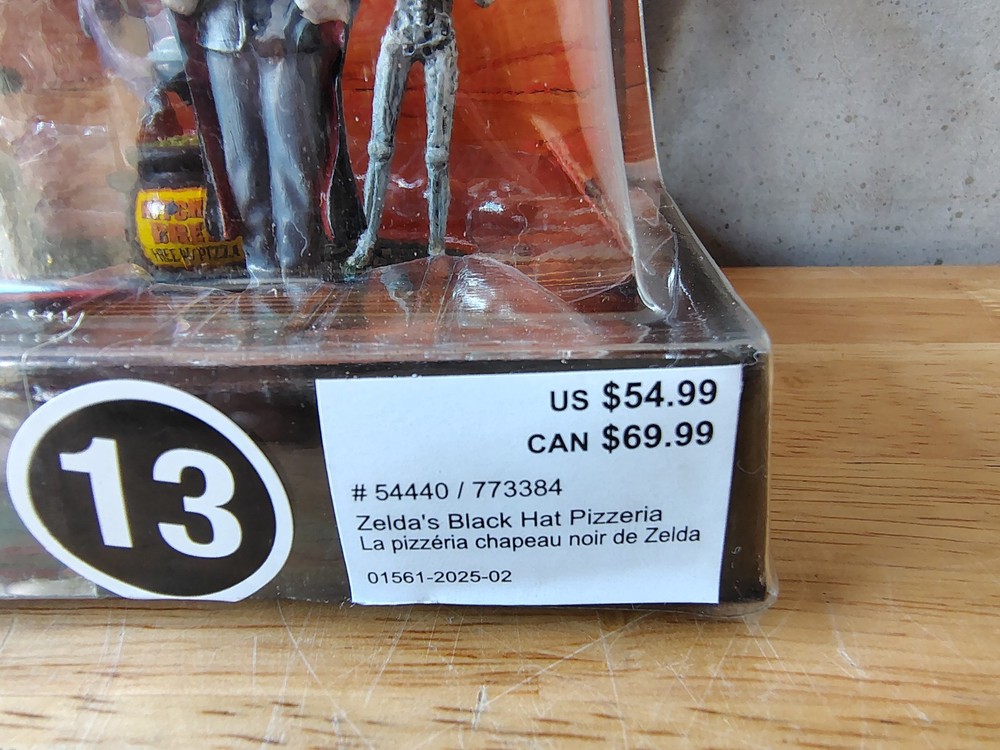 13
US $54.99
CAN $69.99
# 54440 / 773384
Zelda's Black Hat Pizzeria
La pizzéria chapeau noir de Zelda
01561-2025-02